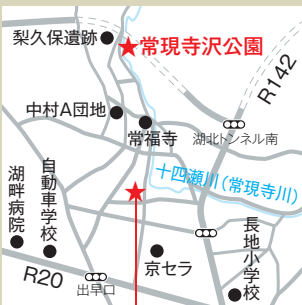 梨久保遺跡
★常現寺沢公園
R142
中村A団地
常福寺
湖北トンネル南
十四瀬川（常現寺川）
湖畔病院
自動車学校
京セラ
長地小学校
R20
出早口